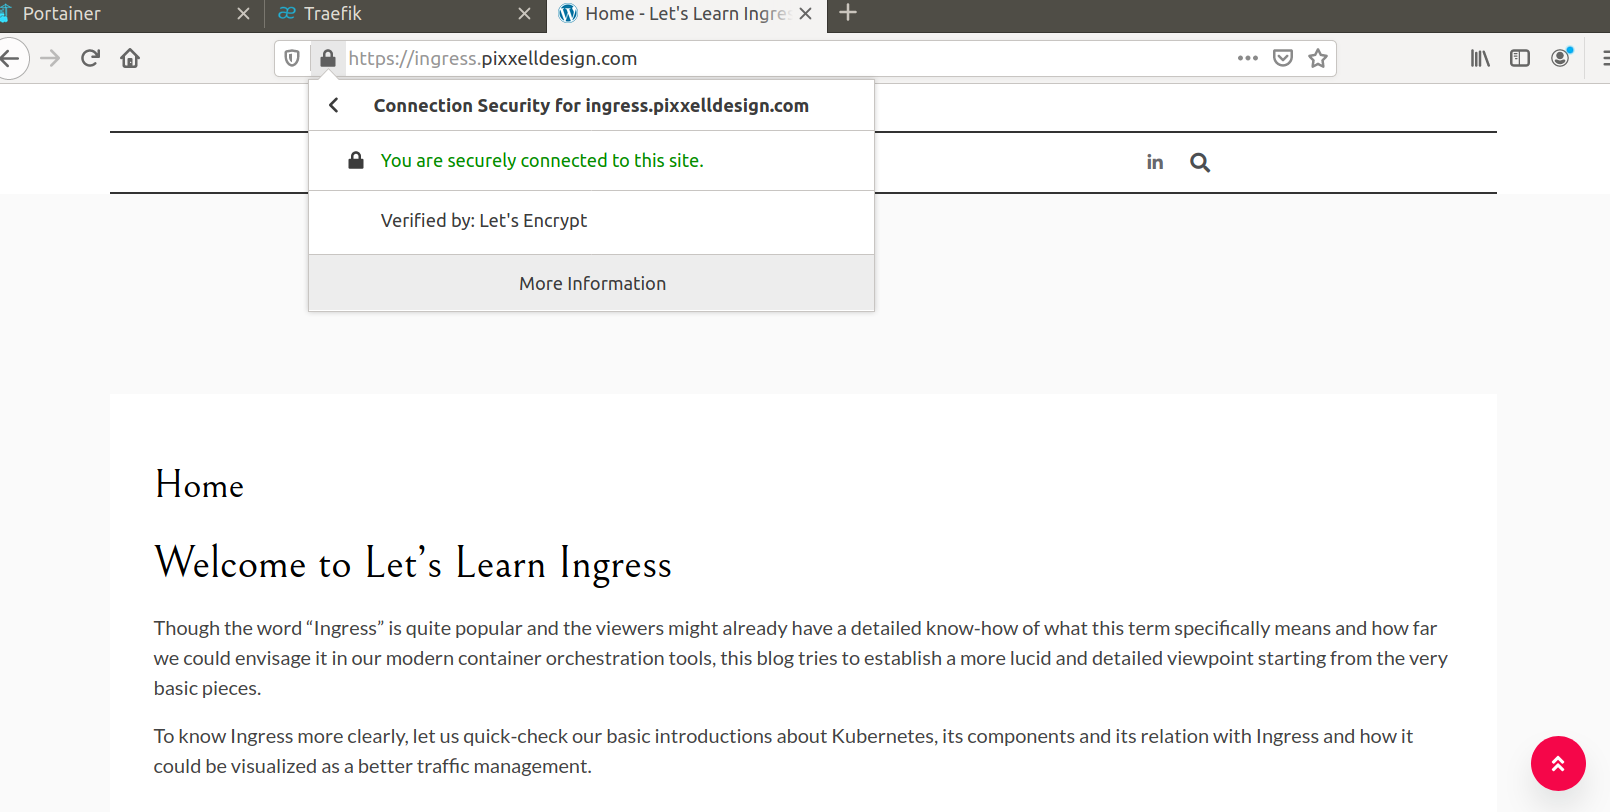 Portainer
Traefik
Home - Let's Learn Ingre
https://ingress.pixxelldesign.com
Connection Security for ingress.pixxelldesign.com
You are securely connected to this site.
in
Verified by: Let's Encrypt
More Information
Home
Welcome to Let’s Learn Ingress
Though the word “Ingress” is quite popular and the viewers might already have a detailed know-how of what this term specifically means and how far
we could envisage it in our modern container orchestration tools, this blog tries to establish a more lucid and detailed viewpoint starting from the very
basic pieces.
To know Ingress more clearly, let us quick-check our basic introductions about Kubernetes, its components and its relation with Ingress and how it
could be visualized as a better traffic management.